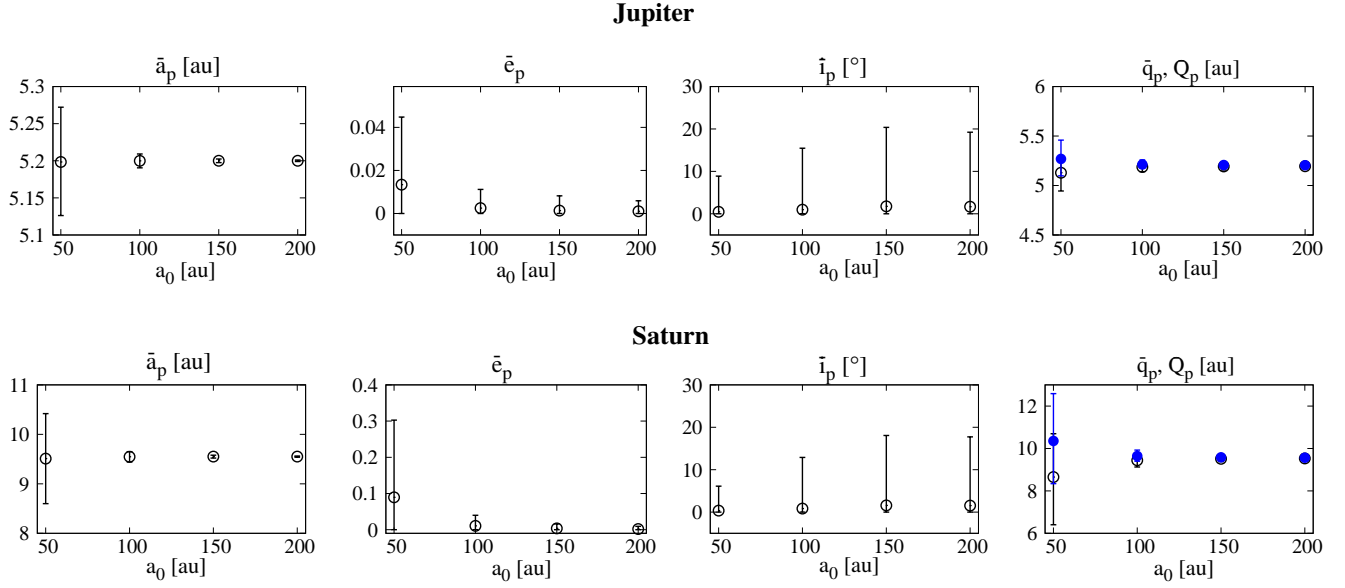 Jupiter
ā_p [au]
ē_p
ī_p [°]
q̄_p, Q_p [au]
5.3
5.25
5.2
5.15
5.1
50 100 150 200
a_0 [au]
0.04
0.02
0
50 100 150 200
a_0 [au]
30
20
10
0
50 100 150 200
a_0 [au]
6
5.5
5
4.5
50 100 150 200
a_0 [au]
Saturn
ā_p [au]
ē_p
ī_p [°]
q̄_p, Q_p [au]
11
10
9
8
50 100 150 200
a_0 [au]
0.4
0.3
0.2
0.1
0
50 100 150 200
a_0 [au]
30
20
10
0
50 100 150 200
a_0 [au]
12
10
8
6
50 100 150 200
a_0 [au]